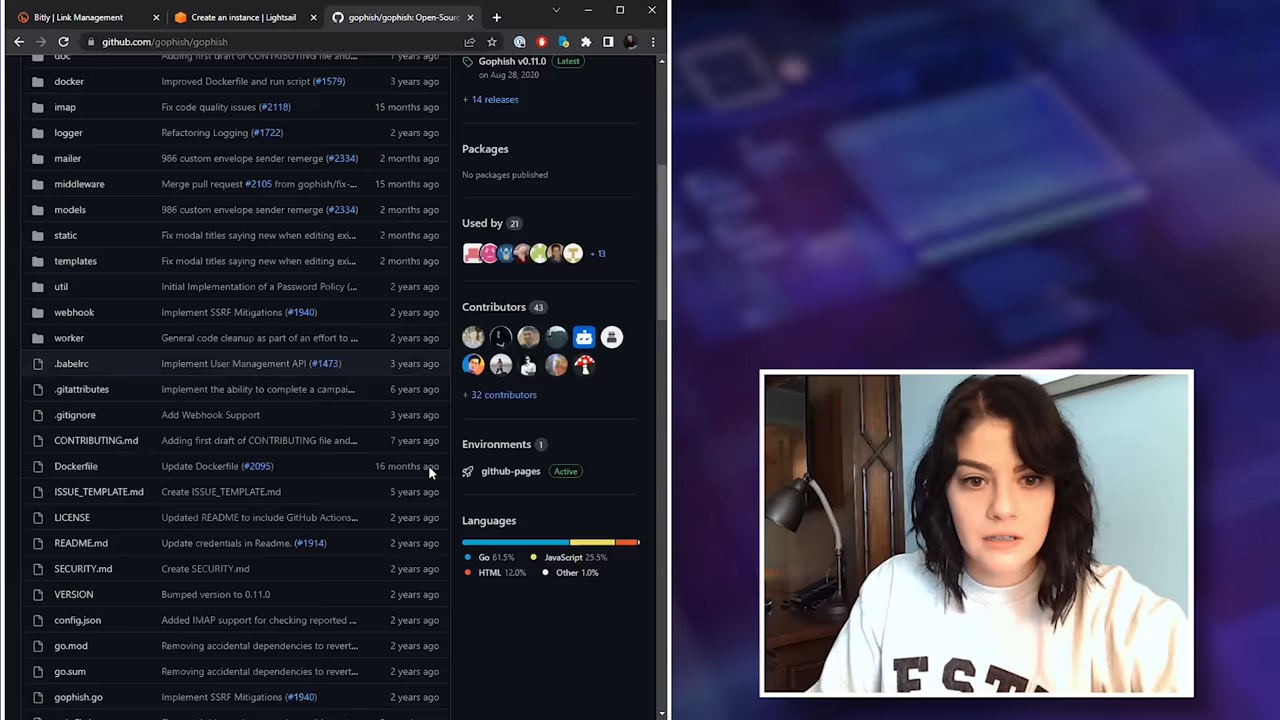 Bitly | Link Management
Create an instance | Lightsail
gophish/gophish: Open-Sourc
github.com/gophish/gophish
doc Adding first draft of CONTRIBUTING file and... 7 years ago
docker Improved Dockerfile and run script (#1579) 3 years ago
imap Fix code quality issues (#2118) 15 months ago
logger Refactoring Logging (#1722) 2 years ago
mailer 986 custom envelope sender remerge (#2334) 2 months ago
middleware Merge pull request #2105 from gophish/fix-... 15 months ago
models 986 custom envelope sender remerge (#2334) 2 months ago
static Fix modal titles saying new when editing exi... 2 months ago
templates Fix modal titles saying new when editing exi... 2 months ago
util Initial Implementation of a Password Policy (... 2 years ago
webhook Implement SSRF Mitigations (#1940) 2 years ago
worker General code cleanup as part of an effort to ... 2 years ago
.babelrc Implement User Management API (#1473) 3 years ago
.gitattributes Implement the ability to complete a campai... 6 years ago
.gitignore Add Webhook Support 3 years ago
CONTRIBUTING.md Adding first draft of CONTRIBUTING file and... 7 years ago
Dockerfile Update Dockerfile (#2095) 16 months ago
ISSUE_TEMPLATE.md Create ISSUE_TEMPLATE.md 5 years ago
LICENSE Updated README to include GitHub Actions... 2 years ago
README.md Update credentials in Readme. (#1914) 2 years ago
SECURITY.md Create SECURITY.md 2 years ago
VERSION Bumped version to 0.11.0 2 years ago
config.json Added IMAP support for checking reported ... 2 years ago
go.mod Removing accidental dependencies to revert... 2 years ago
go.sum Removing accidental dependencies to revert... 2 years ago
gophish.go Implement SSRF Mitigations (#1940) 2 years ago
Gophish v0.11.0 Latest
on Aug 28, 2020
+ 14 releases
Packages
No packages published
Used by 21
+ 13
Contributors 43
+ 32 contributors
Environments 1
github-pages Active
Languages
Go 61.5% JavaScript 25.5%
HTML 12.0% Other 1.0%